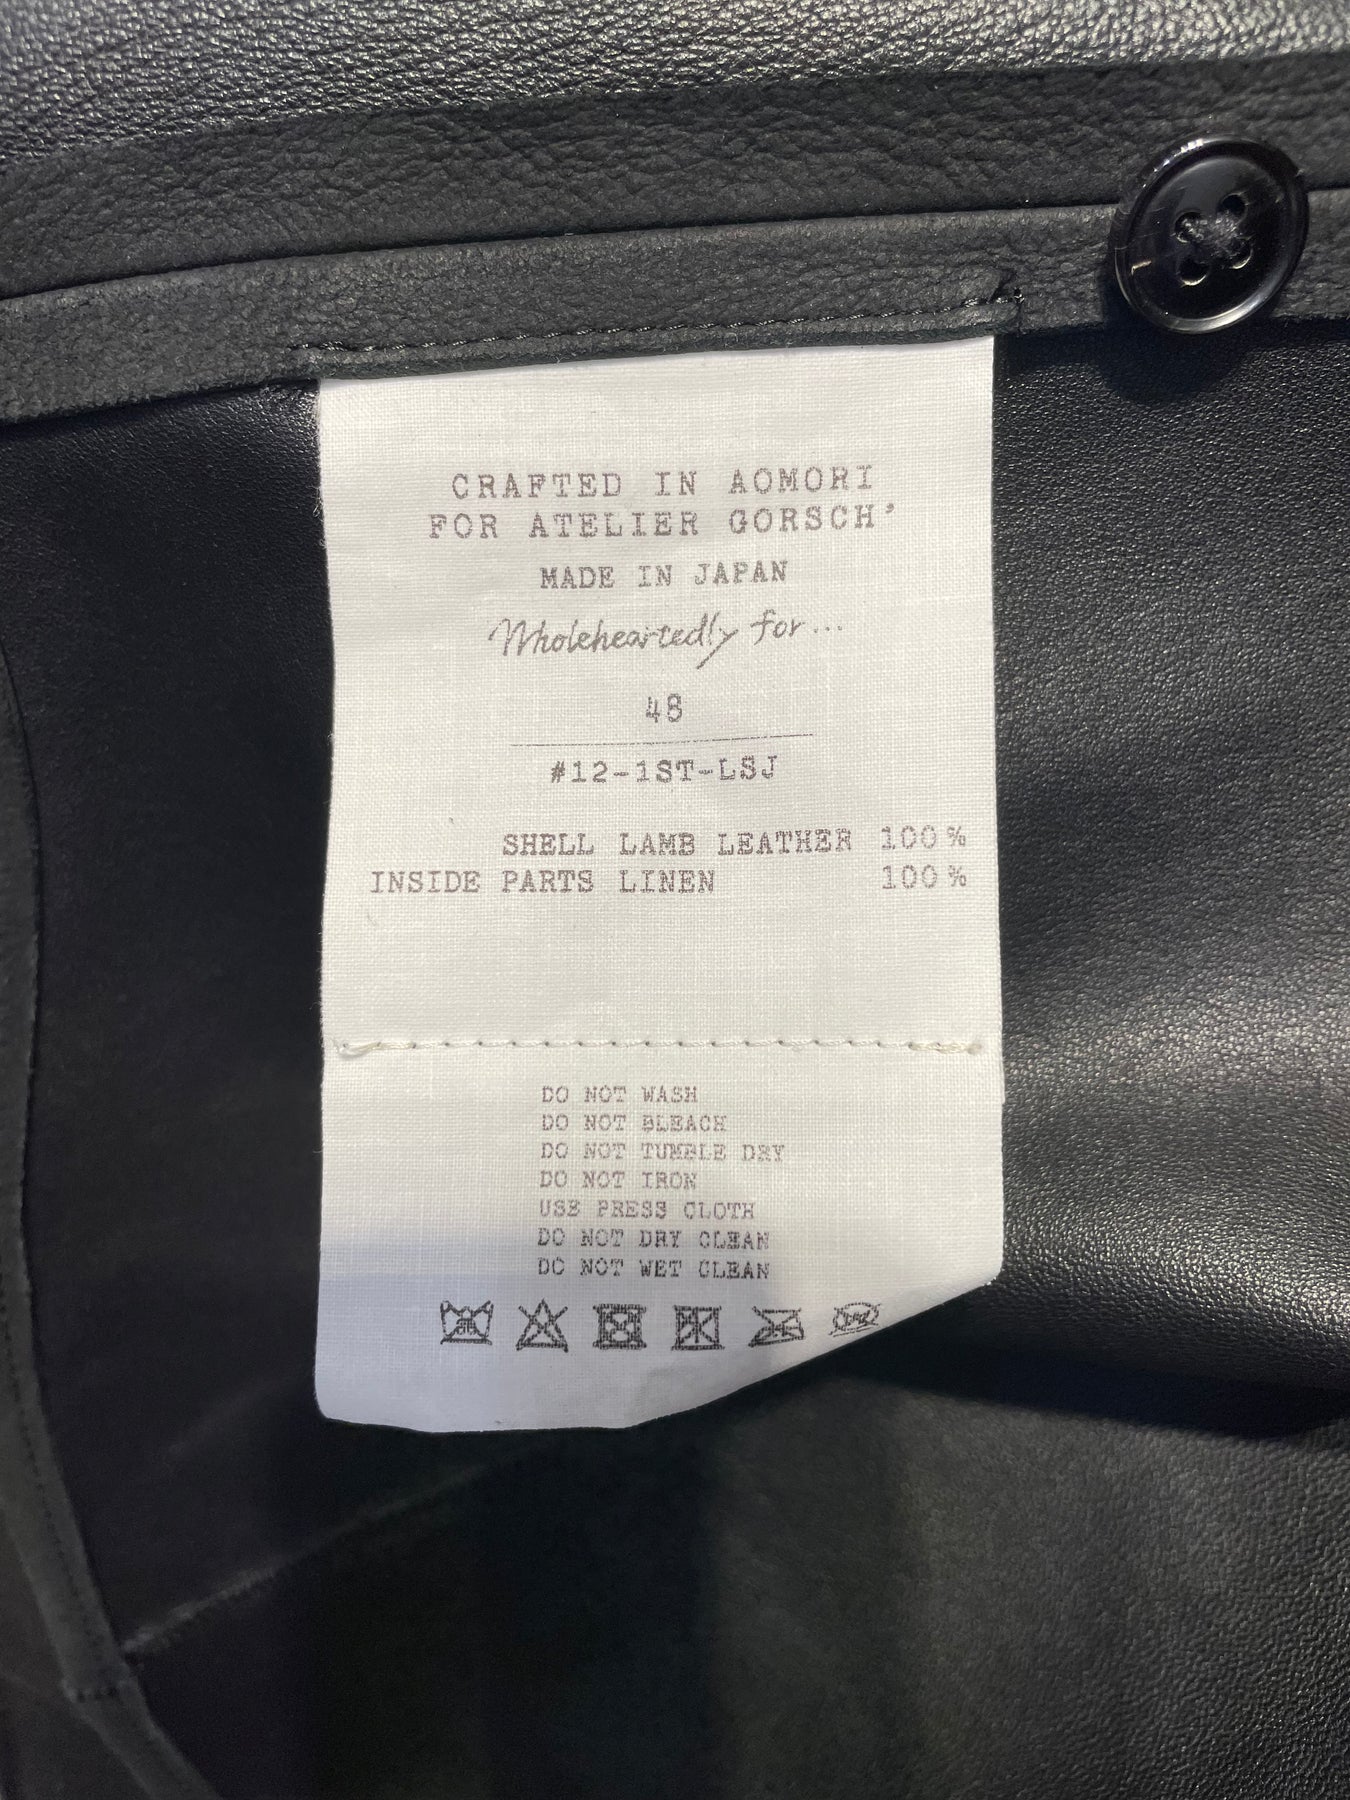 CRAFTED IN AOMORI
FOR ATELIER GORSCH’
MADE IN JAPAN
Wholeheartedly for...
48
#12-1ST-LSJ
SHELL LAMB LEATHER 100%
INSIDE PARTS LINEN 100%
DO NOT WASH
DO NOT BLEACH
DO NOT TUMBLE DRY
DO NOT IRON
USE PRESS CLOTH
DO NOT DRY CLEAN
DO NOT WET CLEAN